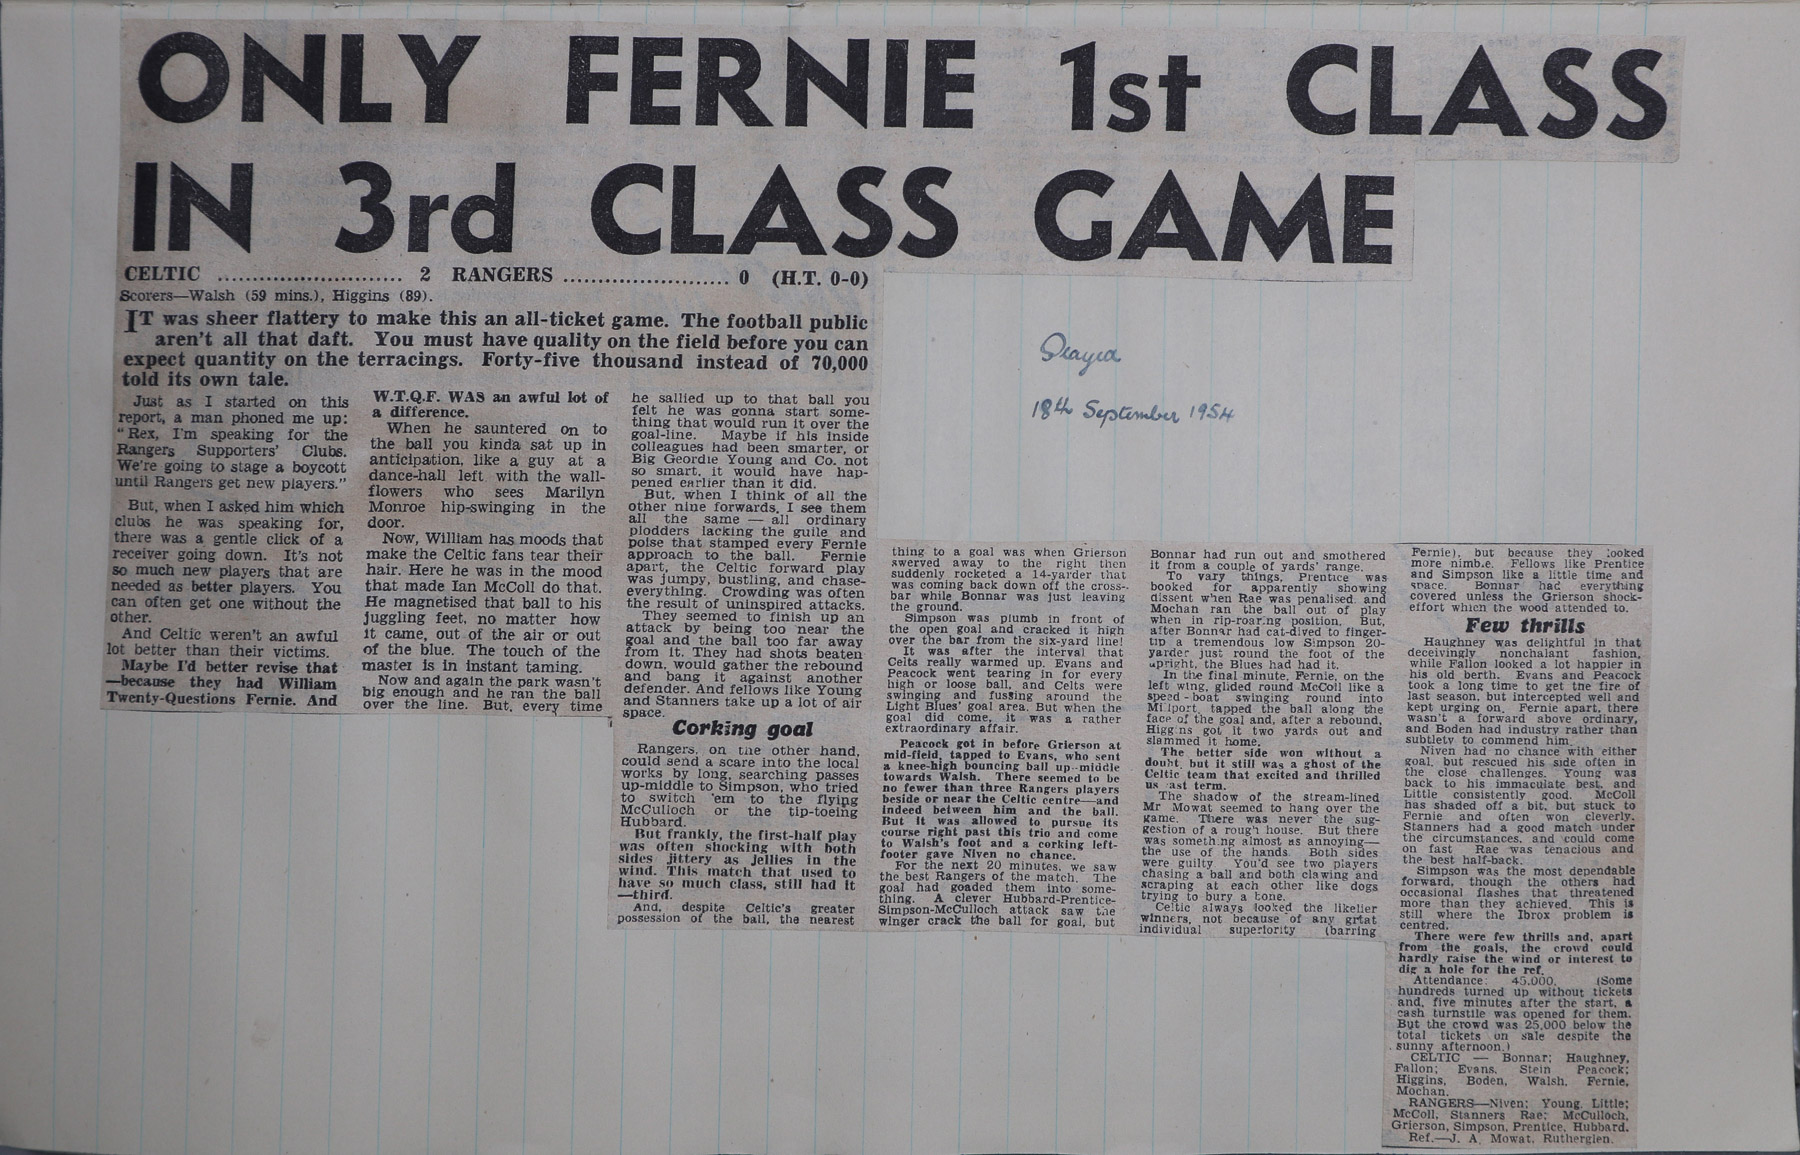 ONLY FERNIE 1st CLASS
IN 3rd CLASS GAME
CELTIC .......................... 2 RANGERS ....................... 0 (H.T. 0-0)
Scorers—Walsh (59 mins.), Higgins (89).
IT was sheer flattery to make this an all-ticket game. The football public
aren't all that daft. You must have quality on the field before you can
expect quantity on the terracings. Forty-five thousand instead of 70,000
told its own tale.
Just as I started on this
report, a man phoned me up:
"Rex, I'm speaking for the
Rangers Supporters' Clubs.
We're going to stage a boycott
until Rangers get new players."
But, when I asked him which
clubs he was speaking for,
there was a gentle click of a
receiver going down. It's not
so much new players that are
needed as better players. You
can often get one without the
other.
And Celtic weren't an awful
lot better than their victims.
Maybe I'd better revise that
—because they had William
Twenty-Questions Fernie. And
W.T.Q.F. WAS an awful lot of
a difference.
When he sauntered on to
the ball you kinda sat up in
anticipation, like a guy at a
dance-hall left with the wall-
flowers who sees Marilyn
Monroe hip-swinging in the
door.
Now, William has moods that
make the Celtic fans tear their
hair. Here he was in the mood
that made Ian McColl do that.
He magnetised that ball to his
juggling feet, no matter how
it came, out of the air or out
of the blue. The touch of the
master is in instant taming.
Now and again the park wasn't
big enough and he ran the ball
over the line. But, every time
he sallied up to that ball you
felt he was gonna start some-
thing that would run it over the
goal-line. Maybe if his inside
colleagues had been smarter, or
Big Geordie Young and Co. not
so smart, it would have hap-
pened earlier than it did.
But, when I think of all the
other nine forwards, I see them
all the same — all ordinary
plodders lacking the guile and
poise that stamped every Fernie
approach to the ball. Fernie
apart, the Celtic forward play
was jumpy, bustling, and chase-
everything. Crowding was often
the result of uninspired attacks.
They seemed to finish up an
attack by being too near the
goal and the ball too far away
from it. They had shots beaten
down, would gather the rebound
and bang it against another
defender. And fellows like Young
and Stanners take up a lot of air
space.
Corking goal
Rangers, on the other hand,
could send a scare into the local
works by long, searching passes
up-middle to Simpson, who tried
to switch 'em to the flying
McCulloch or the tip-toeing
Hubbard.
But frankly, the first-half play
was often shocking with both
sides jittery as jellies in the
wind. This match that used to
have so much class, still had it
—third.
And, despite Celtic's greater
possession of the ball, the nearest
thing to a goal was when Grierson
swerved away to the right then
suddenly rocketed a 14-yarder that
was coming back down off the cross-
bar while Bonnar was just leaving
the ground.
Simpson was plumb in front of
the open goal and cracked it high
over the bar from the six-yard line!
It was after the interval that
Celts really warmed up. Evans and
Peacock went tearing in for every
high or loose ball, and Celts were
swinging and fussing around the
Light Blues' goal area. But when the
goal did come, it was a rather
extraordinary affair.
Peacock got in before Grierson at
mid-field, tapped to Evans, who sent
a knee-high bouncing ball up-middle
towards Walsh. There seemed to be
no fewer than three Rangers players
beside or near the Celtic centre—and
indeed between him and the ball.
But it was allowed to pursue its
course right past this trio and come
to Walsh's foot and a corking left-
footer gave Niven no chance.
For the next 20 minutes, we saw
the best Rangers of the match. The
goal had goaded them into some-
thing. A clever Hubbard-Prentice-
Simpson-McCulloch attack saw the
winger crack the ball for goal, but
Bonnar had run out and smothered
it from a couple of yards' range.
To vary things, Prentice was
booked for apparently showing
dissent when Rae was penalised, and
Mochan ran the ball out of play
when in rip-roaring position. But,
after Bonnar had cat-dived to finger-
tip a tremendous low Simpson 20-
yarder just round the foot of the
upright, the Blues had had it.
In the final minute, Fernie, on the
left wing, glided round McColl like a
speed-boat swinging round into
Millport, tapped the ball along the
face of the goal and, after a rebound,
Higgins got it two yards out and
slammed it home.
The better side won without a
doubt, but it still was a ghost of the
Celtic team that excited and thrilled
us last term.
The shadow of the stream-lined
Mr Mowat seemed to hang over the
game. There was never the sug-
gestion of a rough house. But there
was something almost as annoying—
the use of the hands. Both sides
were guilty. You'd see two players
chasing a ball and both clawing and
scraping at each other like dogs
trying to bury a bone.
Celtic always looked the likelier
winners, not because of any great
individual superiority (barring
Fernie), but because they looked
more nimble. Fellows like Prentice
and Simpson like a little time and
space. Bonnar had everything
covered unless the Grierson shock-
effort which the wood attended to.
Few thrills
Haughney was delightful in that
deceivingly nonchalant fashion,
while Fallon looked a lot happier in
his old berth. Evans and Peacock
took a long time to get the fire of
last season, but intercepted well and
kept urging on. Fernie apart, there
wasn't a forward above ordinary,
and Boden had industry rather than
subtlety to commend him.
Niven had no chance with either
goal, but rescued his side often in
the close challenges. Young was
back to his immaculate best, and
Little consistently good. McColl
has shaded off a bit, but stuck to
Fernie and often won cleverly.
Stanners had a good match under
the circumstances, and could come
on fast. Rae was tenacious and
the best half-back.
Simpson was the most dependable
forward, though the others had
occasional flashes that threatened
more than they achieved. This is
still where the Ibrox problem is
centred.
There were few thrills and, apart
from the goals, the crowd could
hardly raise the wind or interest to
dig a hole for the ref.
Attendance: 45,000. (Some
hundreds turned up without tickets
and, five minutes after the start, a
cash turnstile was opened for them.
But the crowd was 25,000 below the
total tickets on sale despite the
sunny afternoon.)
CELTIC — Bonnar; Haughney,
Fallon; Evans, Stein Peacock;
Higgins, Boden, Walsh, Fernie,
Mochan.
RANGERS—Niven; Young, Little;
McColl, Stanners Rae; McCulloch,
Grierson, Simpson, Prentice, Hubbard.
Ref.—J. A. Mowat, Rutherglen.
Played
18th September 1954